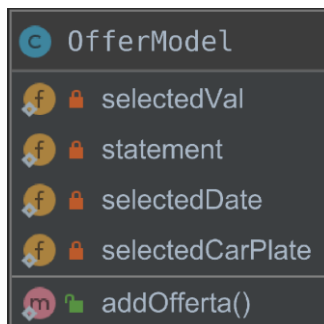 C OfferModel
f selectedVal
f statement
f selectedDate
f selectedCarPlate
m addOfferta()